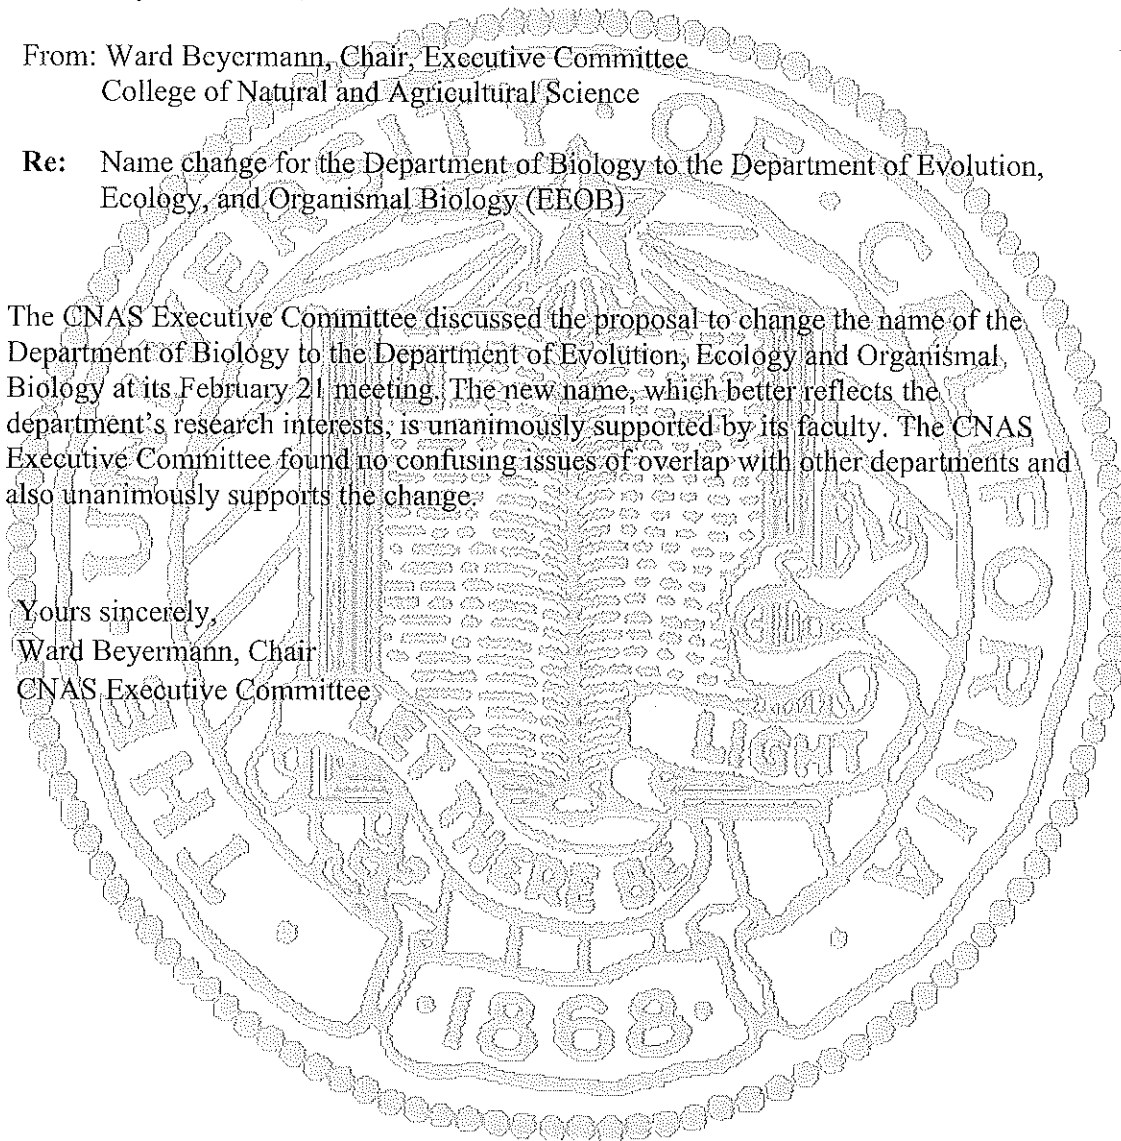 From: Ward Beyermann, Chair, Executive Committee
College of Natural and Agricultural Science
Re: Name change for the Department of Biology to the Department of Evolution,
Ecology, and Organismal Biology (EEOB)
The CNAS Executive Committee discussed the proposal to change the name of the
Department of Biology to the Department of Evolution, Ecology and Organismal
Biology at its February 21 meeting. The new name, which better reflects the
department's research interests, is unanimously supported by its faculty. The CNAS
Executive Committee found no confusing issues of overlap with other departments and
also unanimously supports the change.
Yours sincerely,
Ward Beyermann, Chair
CNAS Executive Committee
THE UNIVERSITY OF CALIFORNIA
LET THERE BE
LIGHT
1868